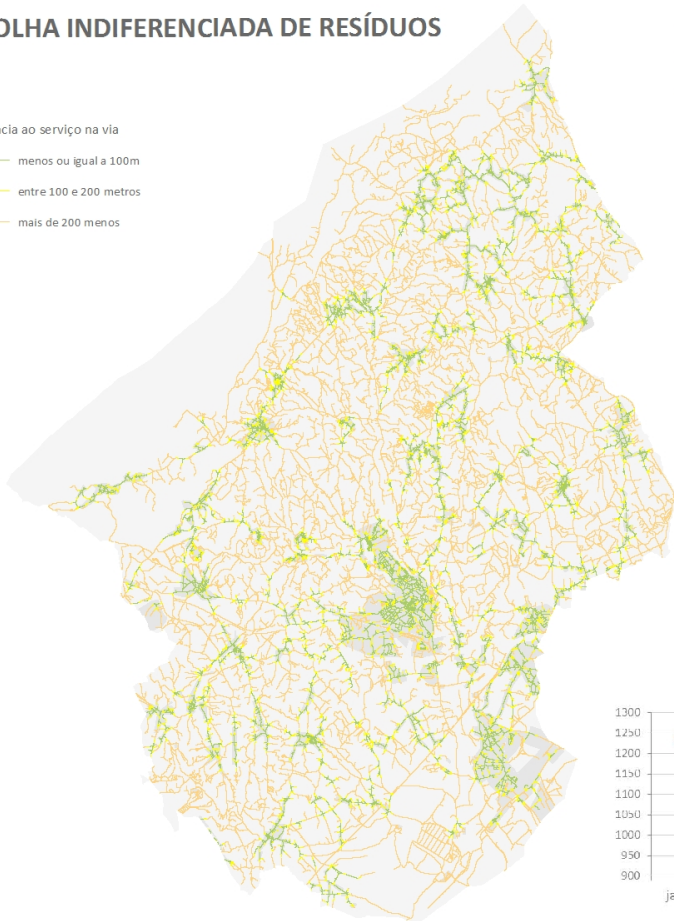 OLHA INDIFERENCIADA DE RESÍDUOS
cia ao serviço na via
menos ou igual a 100m
entre 100 e 200 metros
mais de 200 menos
1300
1250
1200
1150
1100
1050
1000
950
900
ja